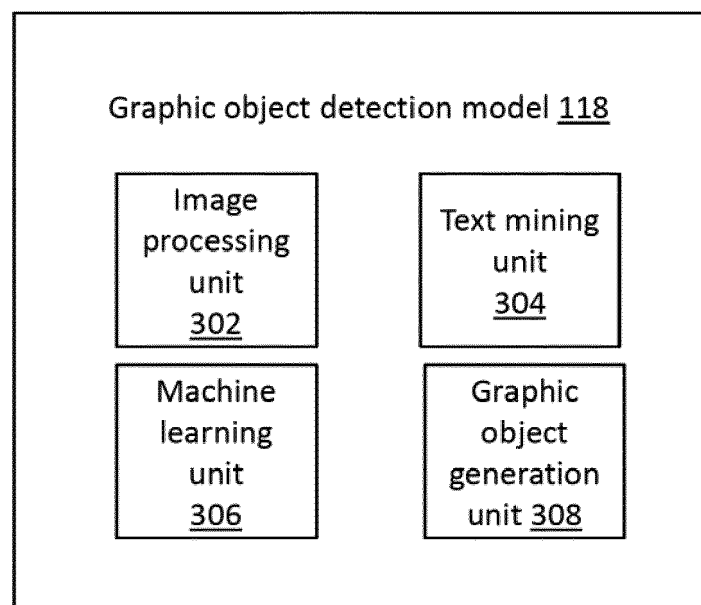 Graphic object detection model 118
Image
processing
unit
302
Text mining
unit
304
Machine
learning
unit
306
Graphic
object
generation
unit 308